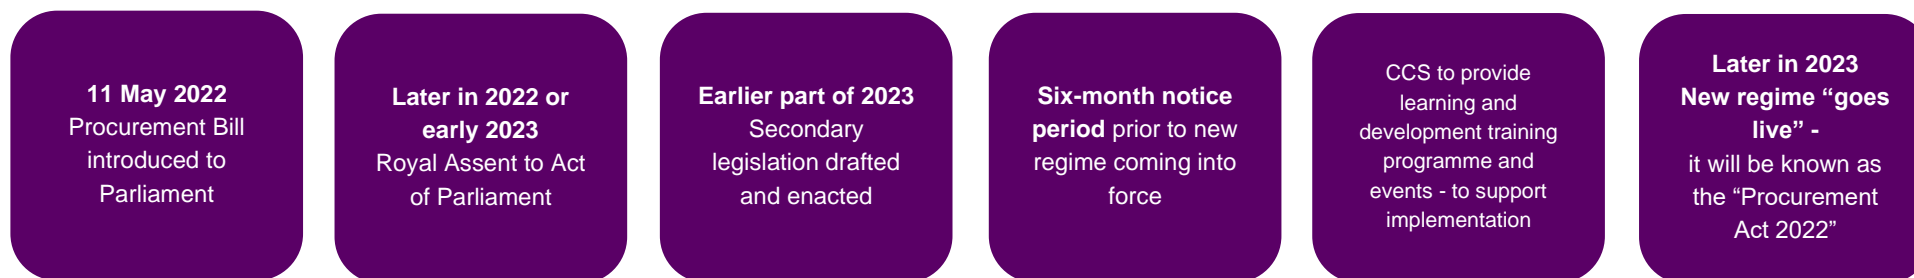 11 May 2022
Procurement Bill
introduced to
Parliament
Later in 2022 or
early 2023
Royal Assent to Act
of Parliament
Earlier part of 2023
Secondary
legislation drafted
and enacted
Six-month notice
period prior to new
regime coming into
force
CCS to provide
learning and
development training
programme and
events - to support
implementation
Later in 2023
New regime “goes
live” -
it will be known as
the “Procurement
Act 2022”